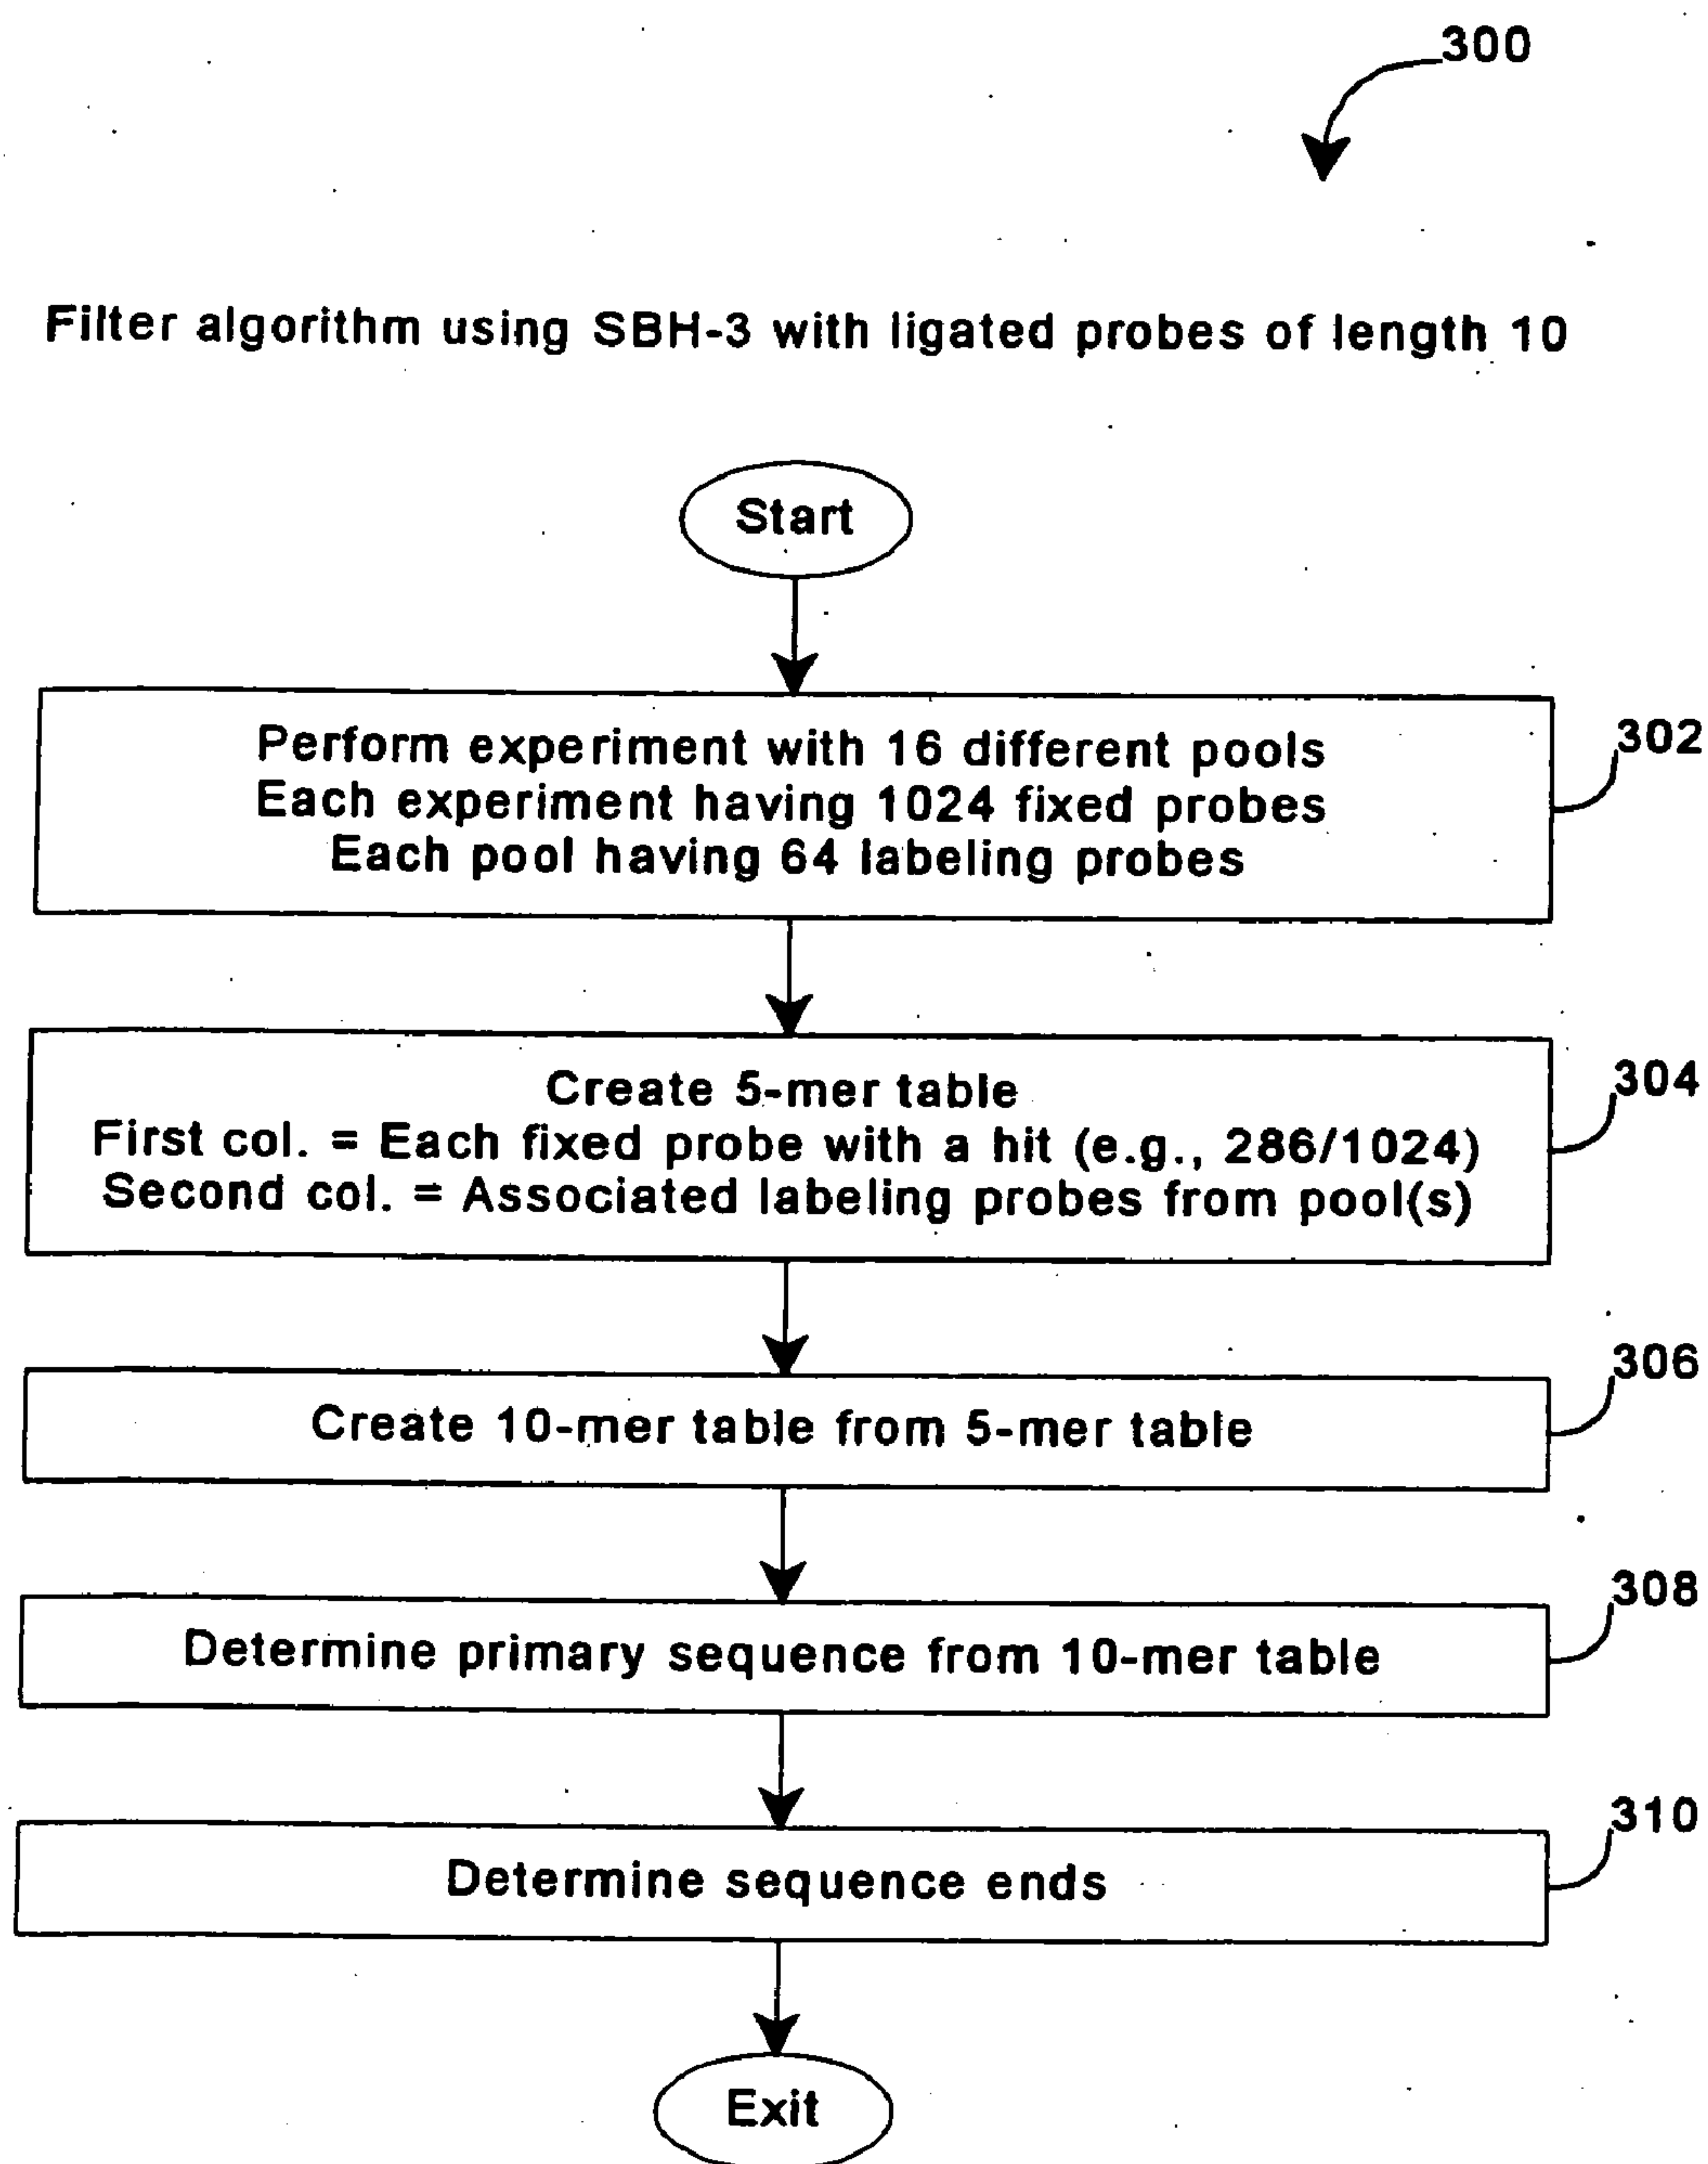 300
Filter algorithm using SBH-3 with ligated probes of length 10
Start
Perform experiment with 16 different pools
Each experiment having 1024 fixed probes
Each pool having 64 labeling probes
302
Create 5-mer table
First col. = Each fixed probe with a hit (e.g., 286/1024)
Second col. = Associated labeling probes from pool(s)
304
Create 10-mer table from 5-mer table
306
Determine primary sequence from 10-mer table
308
Determine sequence ends
310
Exit